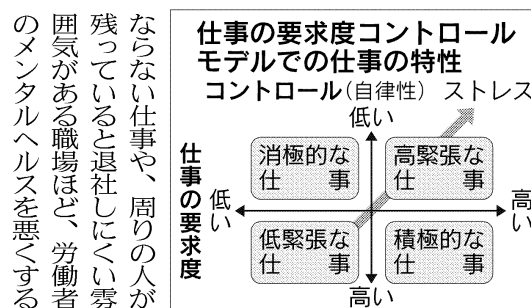 ならない仕事や、周りの人が
残っていると退社しにくい雰
囲気がある職場ほど、労働者
のメンタルヘルスを悪くする
仕事の要求度コントロール
モデルでの仕事の特性
コントロール（自律性） ストレス
低い
消極的な仕事
高緊張な仕事
仕事の要求度
低い
高い
低緊張な仕事
積極的な仕事
高い